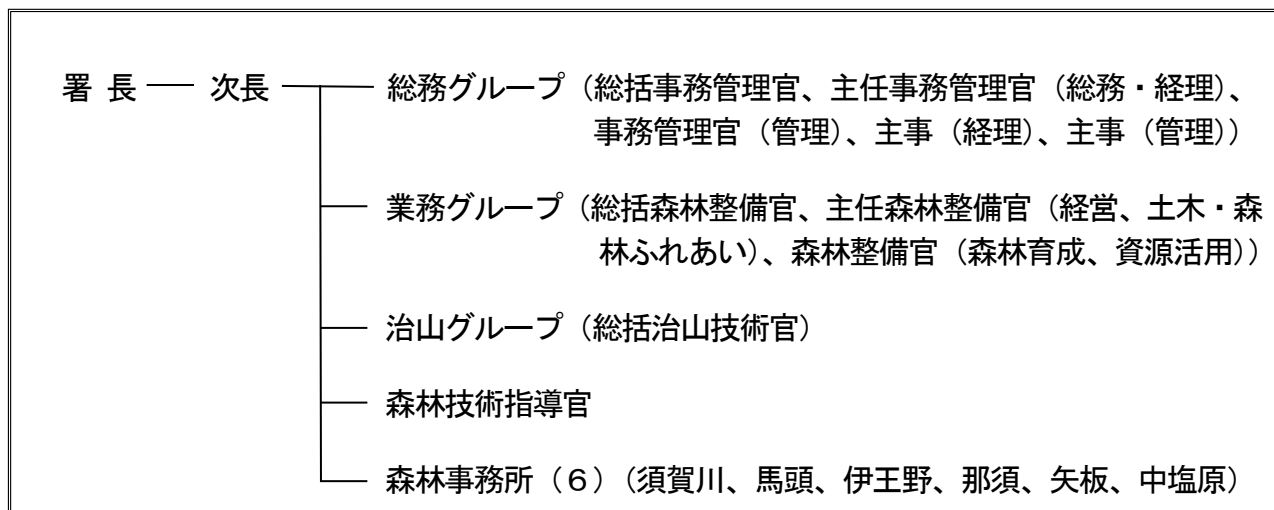 署 長 ― 次長 ― 総務グループ（総括事務管理官、主任事務管理官（総務・経理）、
事務管理官（管理）、主事（経理）、主事（管理））
業務グループ（総括森林整備官、主任森林整備官（経営、土木・森
林ふれあい）、森林整備官（森林育成、資源活用））
治山グループ（総括治山技術官）
森林技術指導官
森林事務所（６）（須賀川、馬頭、伊王野、那須、矢板、中塩原）